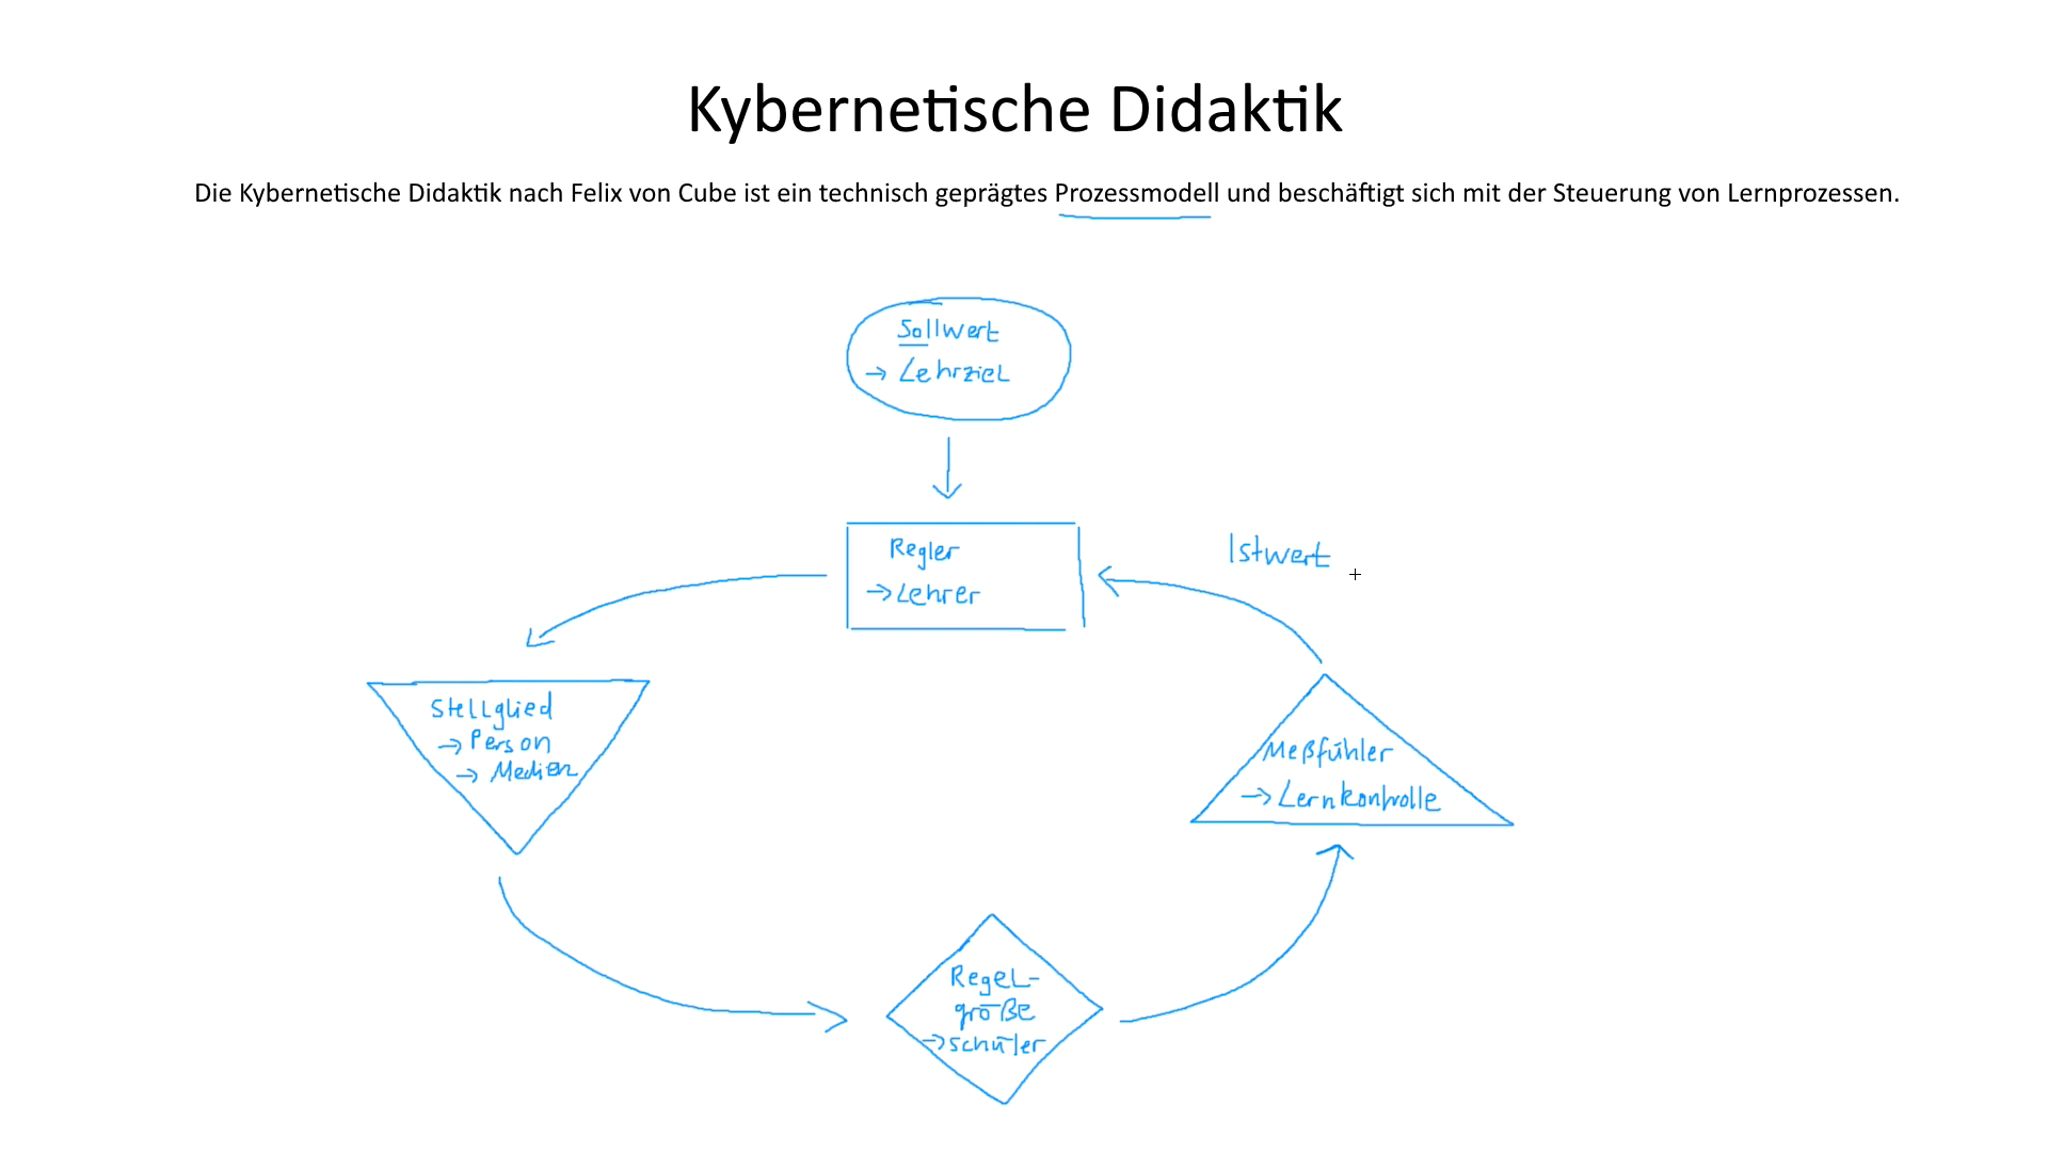 Kybernetische Didaktik
Die Kybernetische Didaktik nach Felix von Cube ist ein technisch geprägtes Prozessmodell und beschäftigt sich mit der Steuerung von Lernprozessen.
Sollwert
→ Lehrziel
Regler
→ Lehrer
Istwert
Stellglied
→ Person
→ Medien
Meßfühler
→ Lernkontrolle
Regel-
größe
→ Schüler